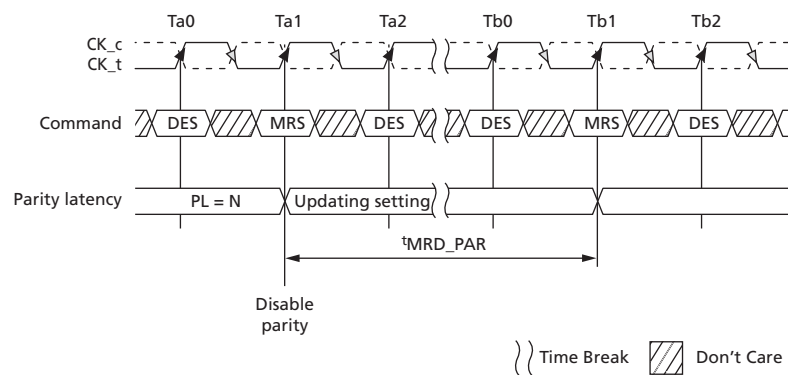 Ta0 Ta1 Ta2 Tb0 Tb1 Tb2
CK_c
CK_t
Command DES MRS DES DES MRS DES
Parity latency PL = N Updating setting
tMRD_PAR
Disable
parity
Time Break Don't Care